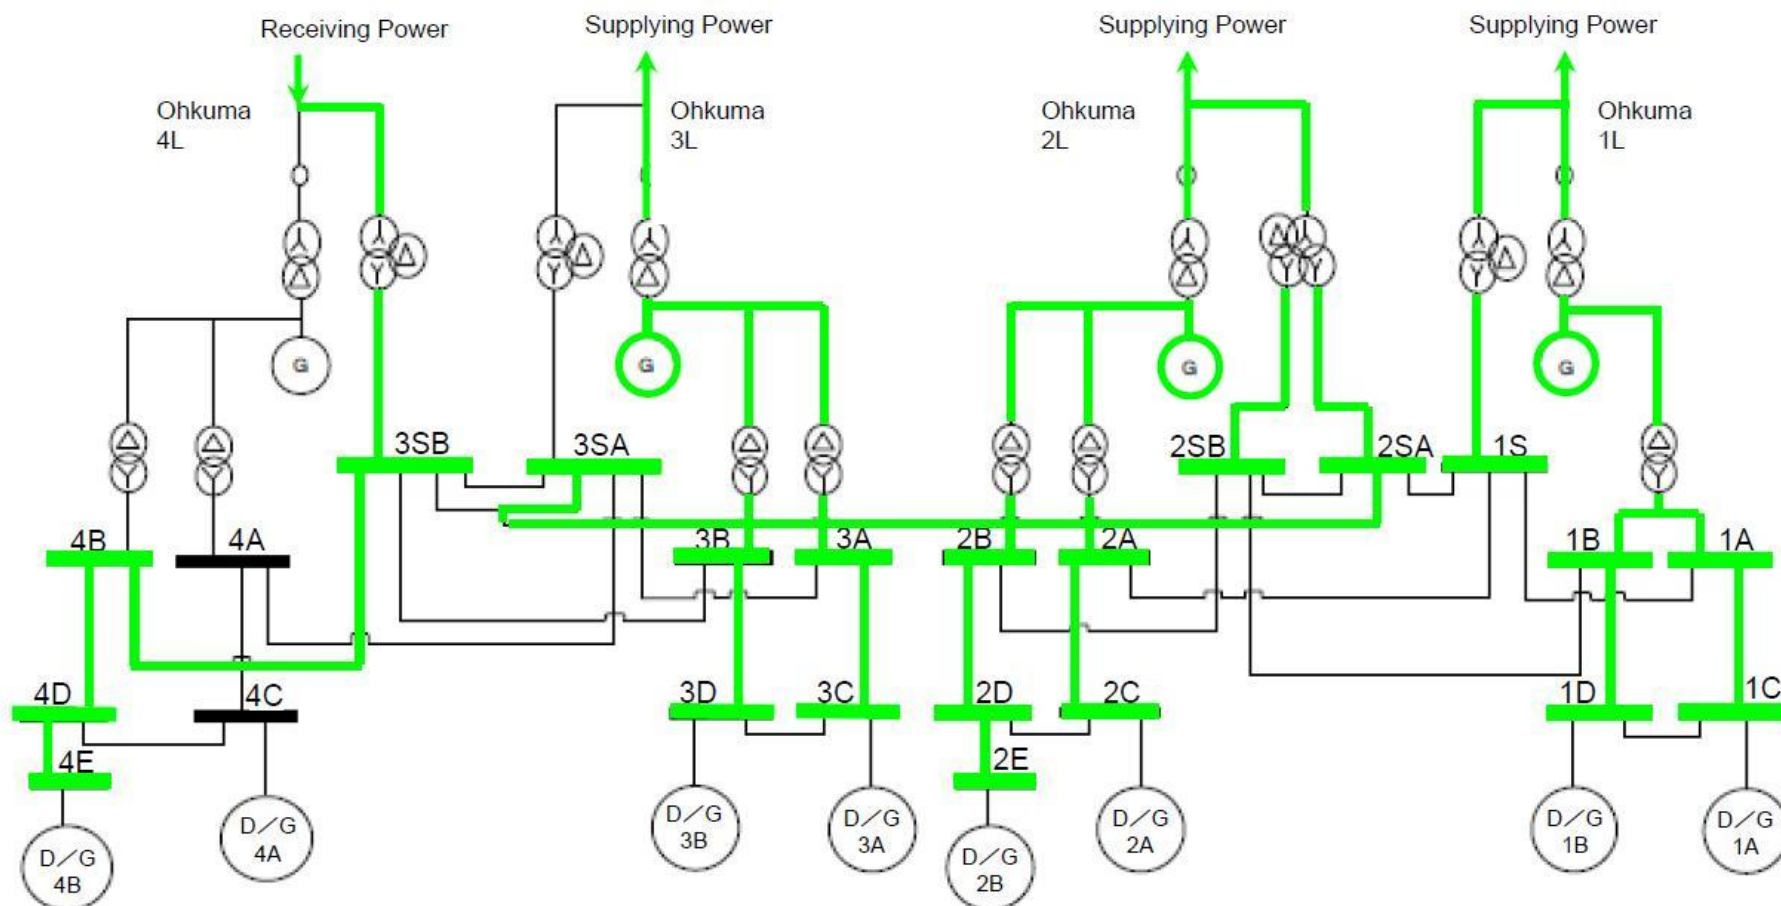 Receiving Power
Supplying Power
Supplying Power
Supplying Power
Ohkuma
4L
Ohkuma
3L
Ohkuma
2L
Ohkuma
1L
G
G
G
G
3SB
3SA
2SB
2SA
1S
4B
4A
3B
3A
2B
2A
1B
1A
4D
4C
3D
3C
2D
2C
1D
1C
4E
2E
D/G
4B
D/G
4A
D/G
3B
D/G
3A
D/G
2B
D/G
2A
D/G
1B
D/G
1A